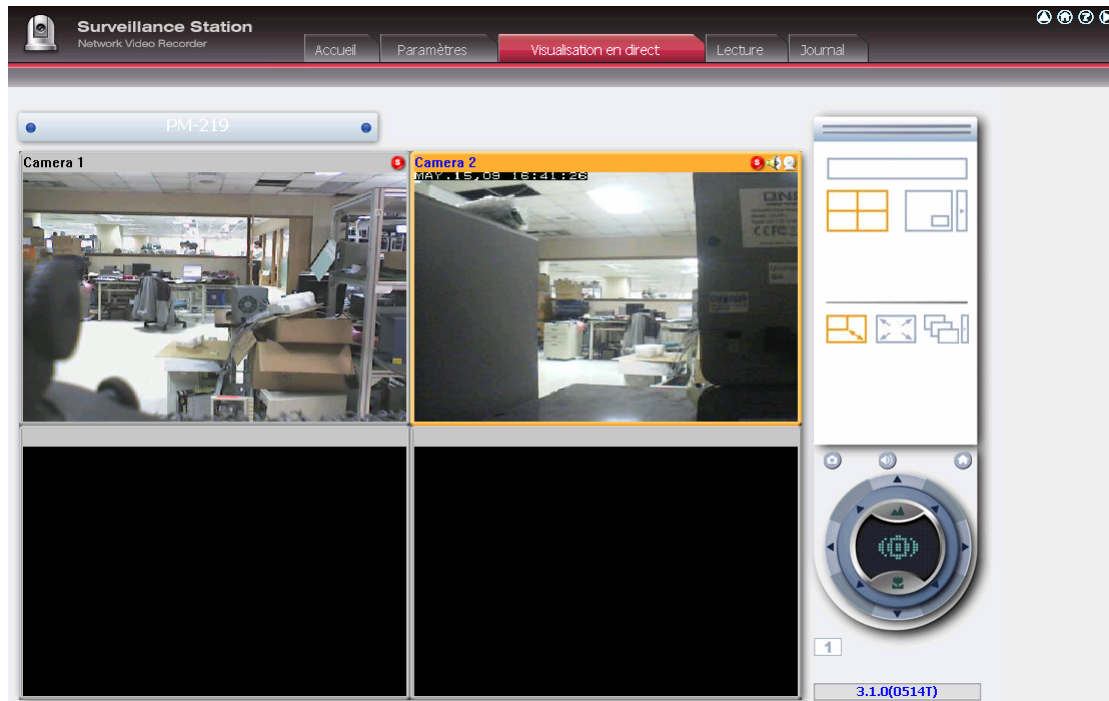 Surveillance Station
Network Video Recorder
Accueil
Paramètres
Visualisation en direct
Lecture
Journal
PM-219
Camera 1
S
Camera 2
S
MAY.15,09 16:41:26
1
3.1.0(0514T)